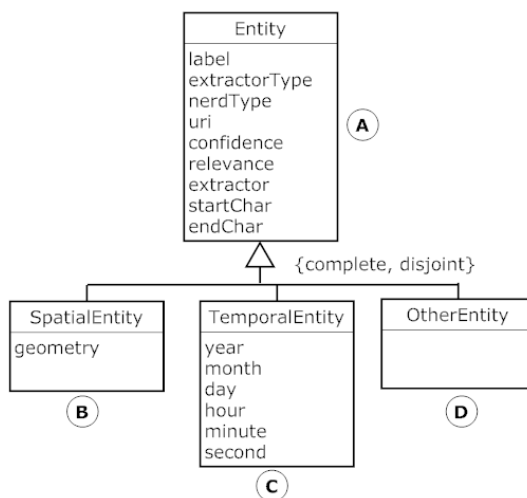 Entity
label
extractorType
nerdType
uri
confidence
relevance
extractor
startChar
endChar
A
{complete, disjoint}
SpatialEntity
geometry
B
TemporalEntity
year
month
day
hour
minute
second
C
OtherEntity
D